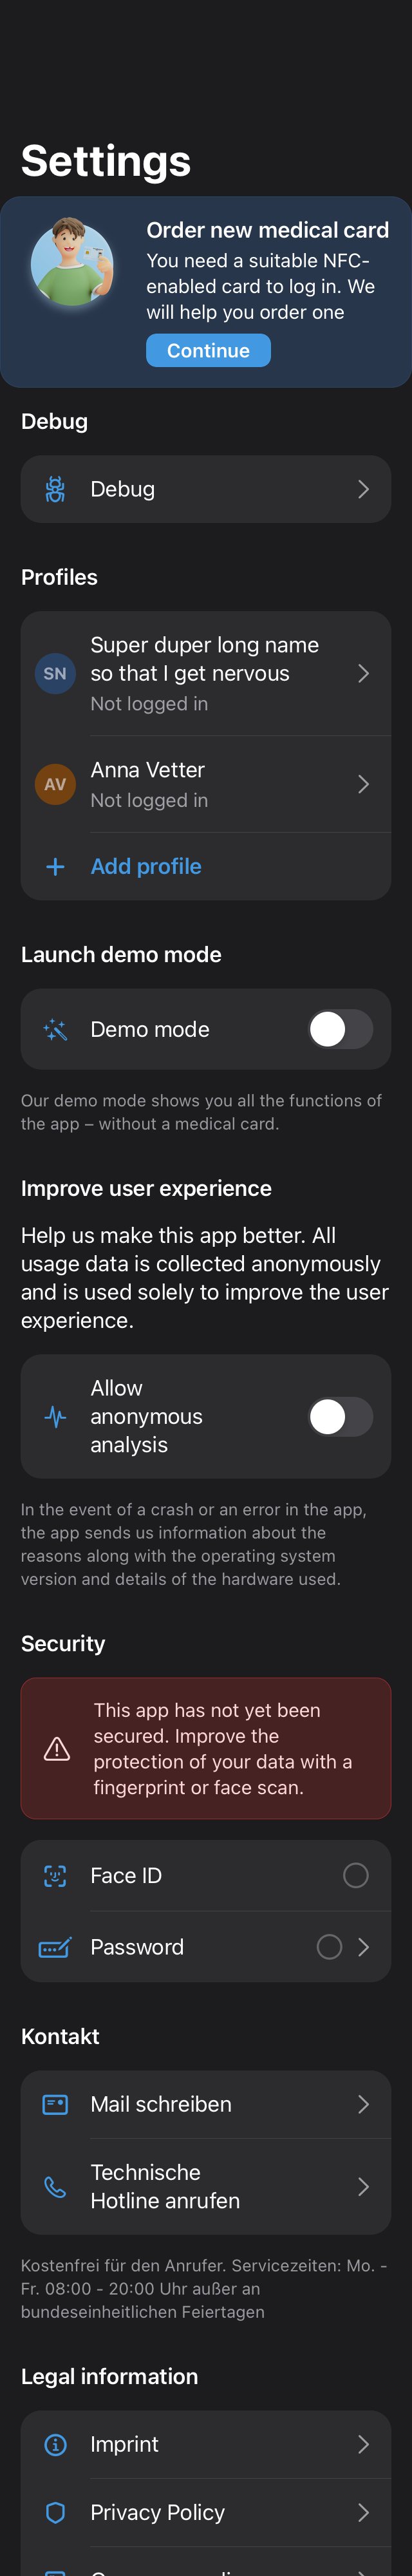 Settings
Order new medical card
You need a suitable NFC-
enabled card to log in. We
will help you order one
Continue
Debug
Debug
Profiles
SN
Super duper long name
so that I get nervous
Not logged in
AV
Anna Vetter
Not logged in
Add profile
Launch demo mode
Demo mode
Our demo mode shows you all the functions of
the app – without a medical card.
Improve user experience
Help us make this app better. All
usage data is collected anonymously
and is used solely to improve the user
experience.
Allow
anonymous
analysis
In the event of a crash or an error in the app,
the app sends us information about the
reasons along with the operating system
version and details of the hardware used.
Security
This app has not yet been
secured. Improve the
protection of your data with a
fingerprint or face scan.
Face ID
Password
Kontakt
Mail schreiben
Technische
Hotline anrufen
Kostenfrei für den Anrufer. Servicezeiten: Mo. -
Fr. 08:00 - 20:00 Uhr außer an
bundeseinheitlichen Feiertagen
Legal information
Imprint
Privacy Policy